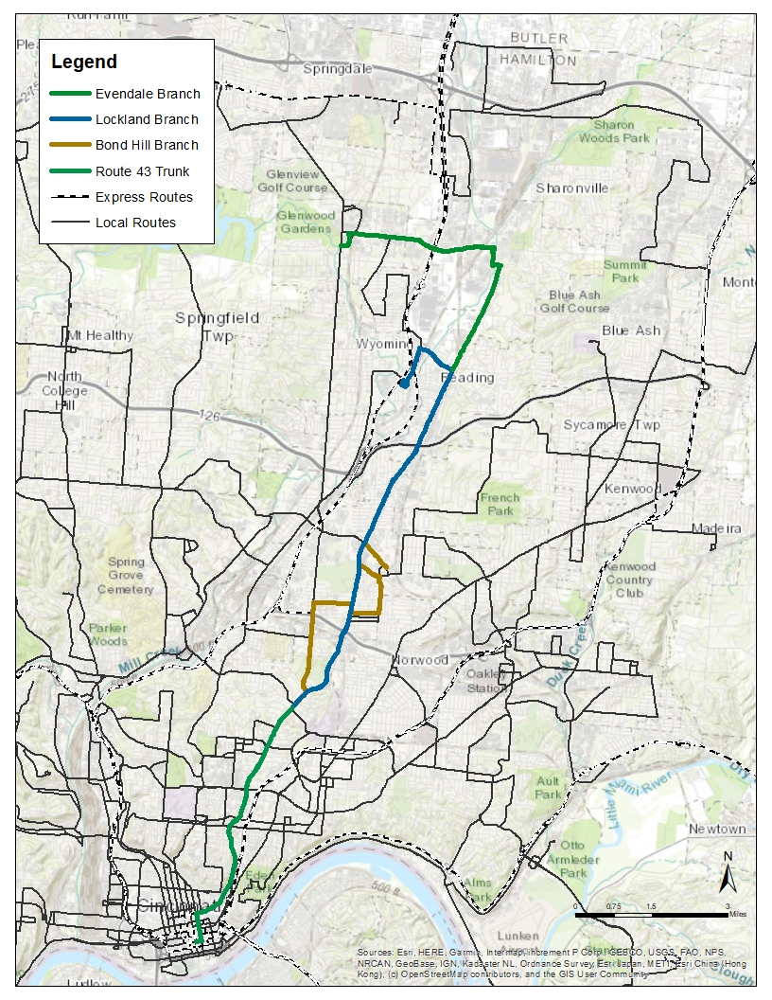 BUTLER
HAMILTON
Springdale
Legend
Evendale Branch
Lockland Branch
Bond Hill Branch
Route 43 Trunk
Express Routes
Local Routes
Sharon
Woods Park
Glenview
Golf Course
Sharonville
Glenwood
Gardens
Summit
Park
Blue Ash
Golf Course
Springfield
Twp
Mt Healthy
Blue Ash
Wyoming
North
College
Hill
Reading
126
Sycamore Twp
Kenwood
French
Park
Madeira
Spring
Grove
Cemetery
Kenwood
Country
Club
Parker
Woods
Mill Creek
Duck Creek
Norwood
Oakley
Station
Ault
Park
Little
Newtown
Otto
Armleder
Park
N
Eden
Alms
Park
500 ft
Cincinnati
0 0.75 1.5 3
Miles
Lunken
Sources: Esri, HERE, Garmin, Intermap, increment P Corp., GEBCO, USGS, FAO, NPS,
NRCAN, GeoBase, IGN, Kadaster NL, Ordnance Survey, Esri Japan, METI, Esri China (Hong
Kong), (c) OpenStreetMap contributors, and the GIS User Community
Ludlow